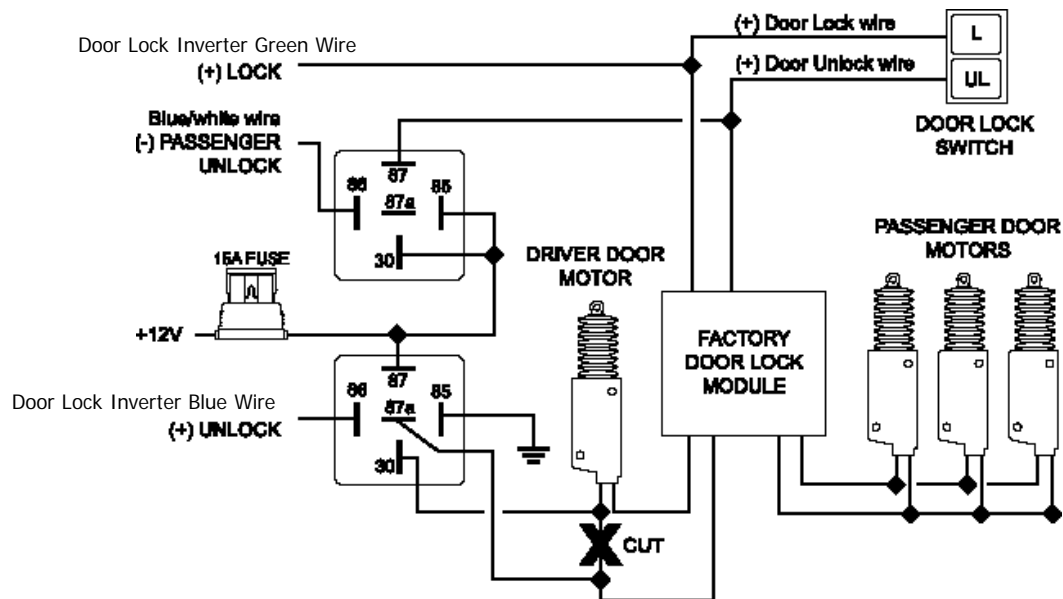 Door Lock Inverter Green Wire
(+) LOCK
(+) Door Lock wire
(+) Door Unlock wire
L
UL
DOOR LOCK
SWITCH
Blue/white wire
(-) PASSENGER
UNLOCK
86
87
87a
85
30
15A FUSE
+12V
DRIVER DOOR
MOTOR
FACTORY
DOOR LOCK
MODULE
PASSENGER DOOR
MOTORS
Door Lock Inverter Blue Wire
(+) UNLOCK
86
87
87a
85
30
X CUT